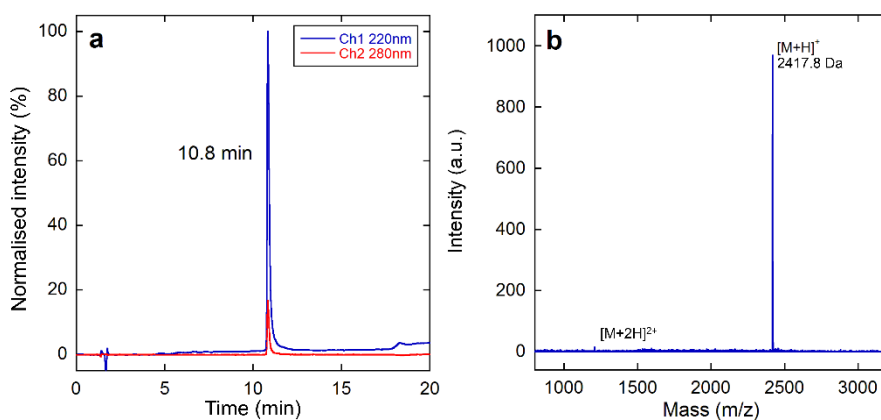 a
Ch1 220nm
Ch2 280nm
10.8 min
Normalised intensity (%)
100
80
60
40
20
0
0
5
10
15
20
Time (min)
b
[M+H]⁺
2417.8 Da
[M+2H]²⁺
Intensity (a.u.)
1000
800
600
400
200
0
1000
1500
2000
2500
3000
Mass (m/z)